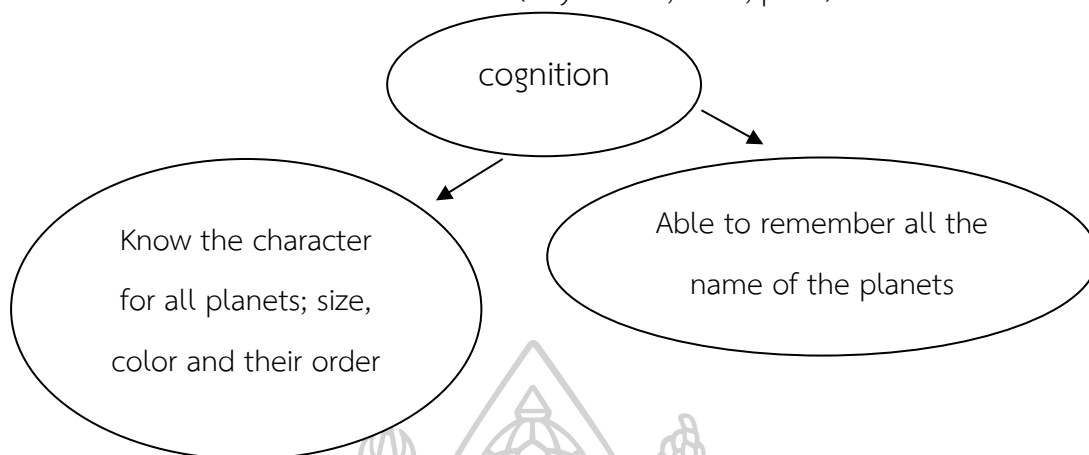 cognition
Know the character
for all planets; size,
color and their order
Able to remember all the
name of the planets